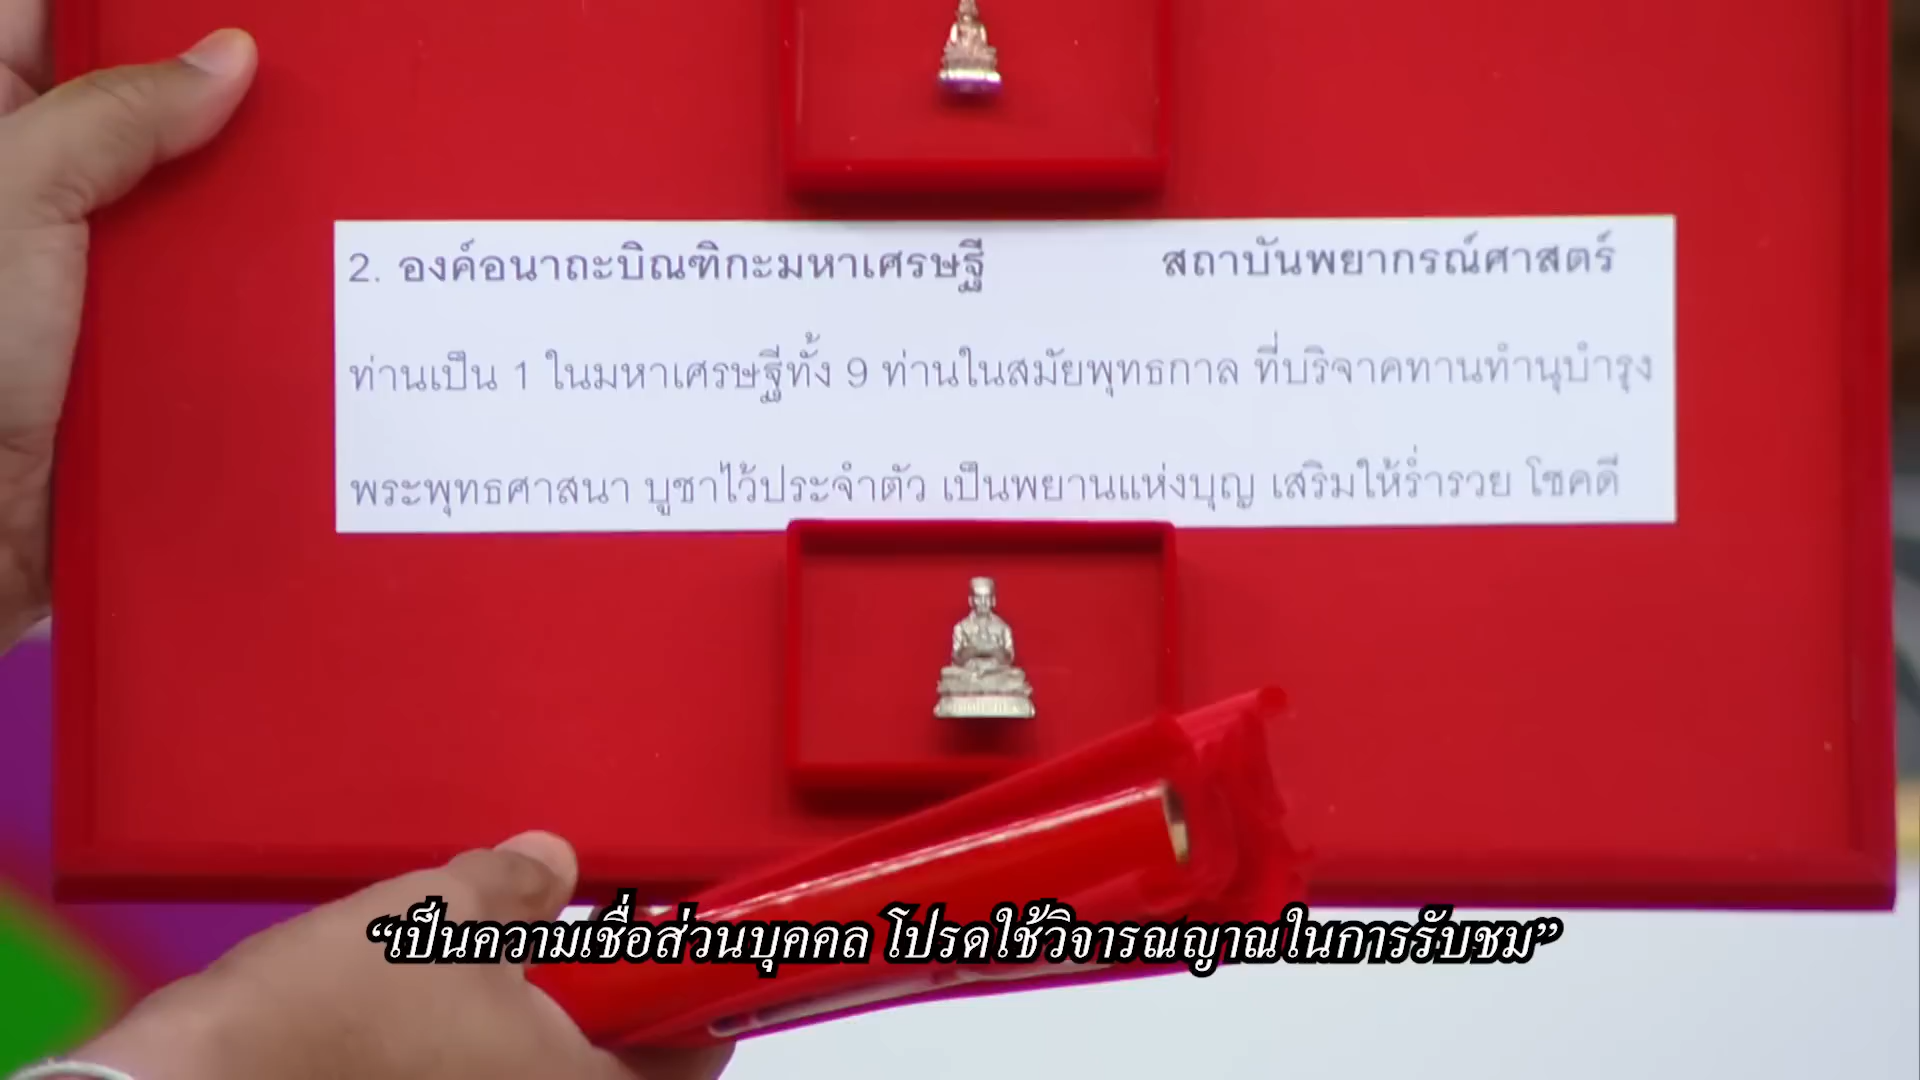 2. องค์อนาถะบิณฑิกะมหาเศรษฐี สถาบันพยากรณ์ศาสตร์
ท่านเป็น 1 ในมหาเศรษฐีทั้ง 9 ท่านในสมัยพุทธกาล ที่บริจาคทานทำนุบำรุง
พระพุทธศาสนา บูชาไว้ประจำตัว เป็นพยานแห่งบุญ เสริมให้ร่ำรวย โชคดี
“เป็นความเชื่อส่วนบุคคล โปรดใช้วิจารณญาณในการรับชม”